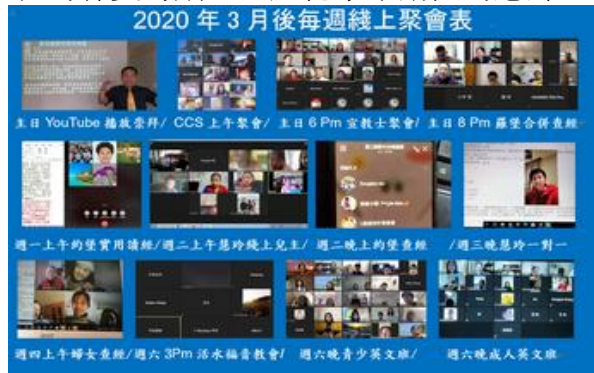 2020 年 3 月後每週綫上聚會表
主日 YouTube 播放崇拜/ CCS 上午聚會/ 主日 6 Pm 宣教士聚會/ 主日 8 Pm 羅堡合併查經
週一上午約堡實用讀經/週二上午慧玲綫上兒主/ 週二晚上約堡查經 /週三晚慧玲一對一
週四上午婦女查經/週六 3Pm 活水福音教會/ 週六晚青少英文班/ 週六晚成人英文班